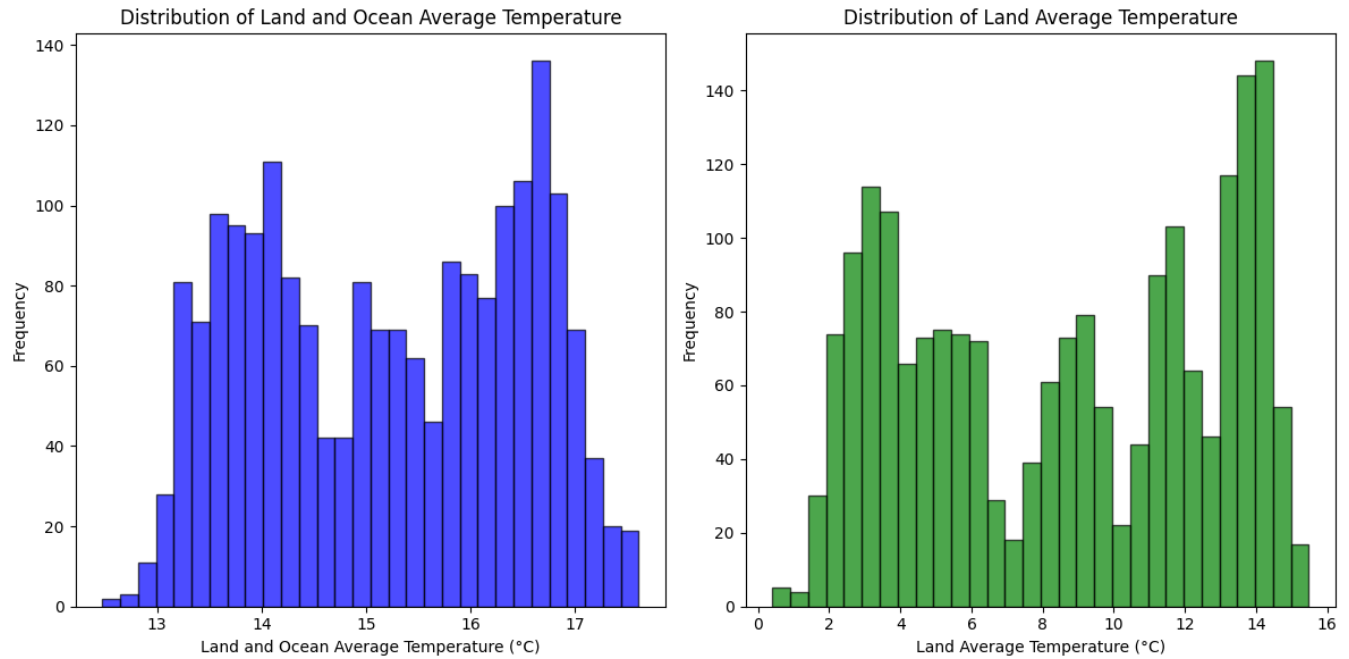 Distribution of Land and Ocean Average Temperature
140
120
100
80
60
40
20
0
Frequency
13 14 15 16 17
Land and Ocean Average Temperature (°C)
Distribution of Land Average Temperature
140
120
100
80
60
40
20
0
Frequency
0 2 4 6 8 10 12 14 16
Land Average Temperature (°C)